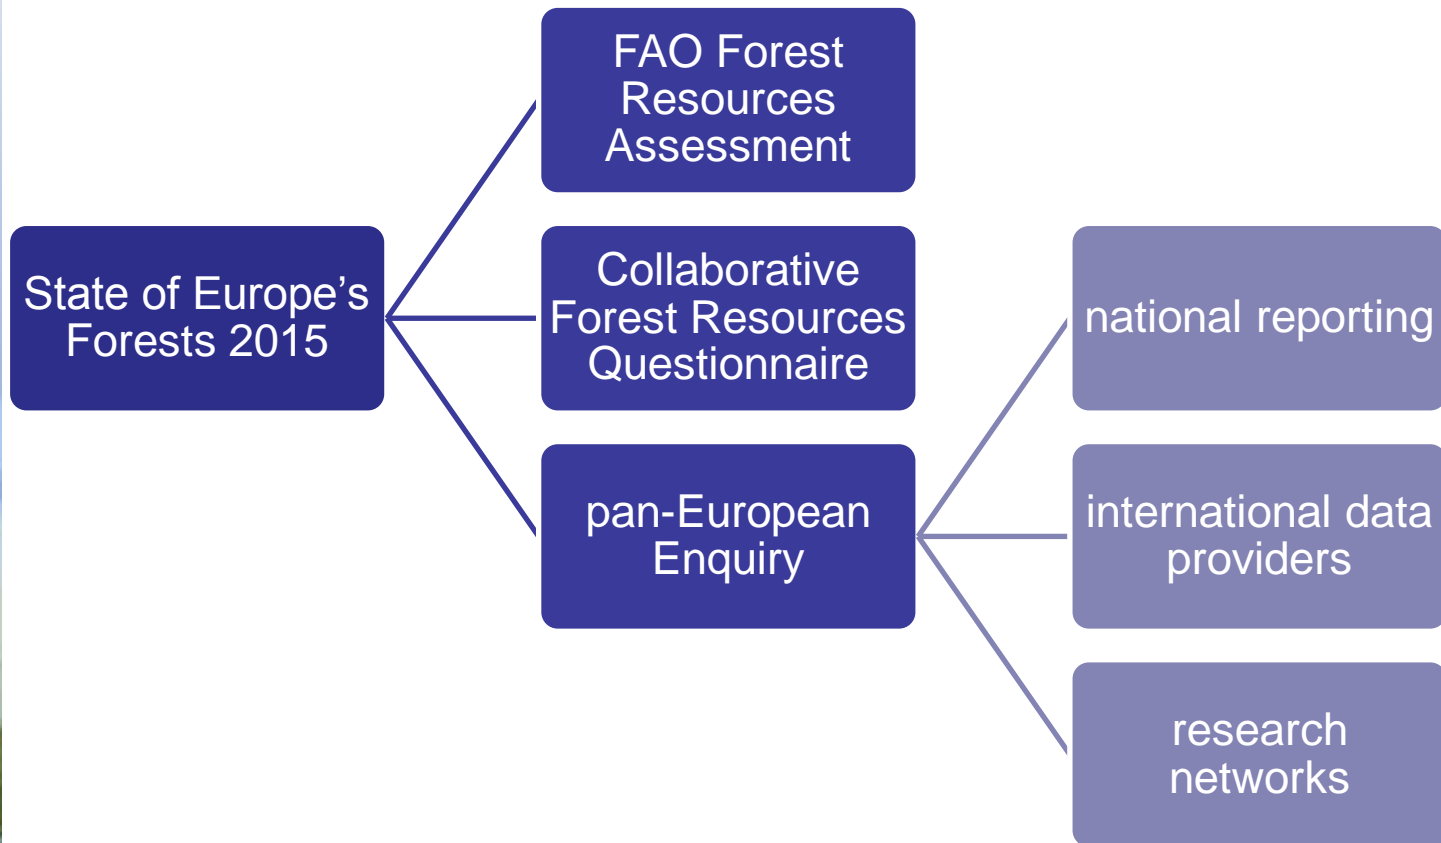 State of Europe’s
Forests 2015
FAO Forest
Resources
Assessment
Collaborative
Forest Resources
Questionnaire
pan-European
Enquiry
national reporting
international data
providers
research
networks